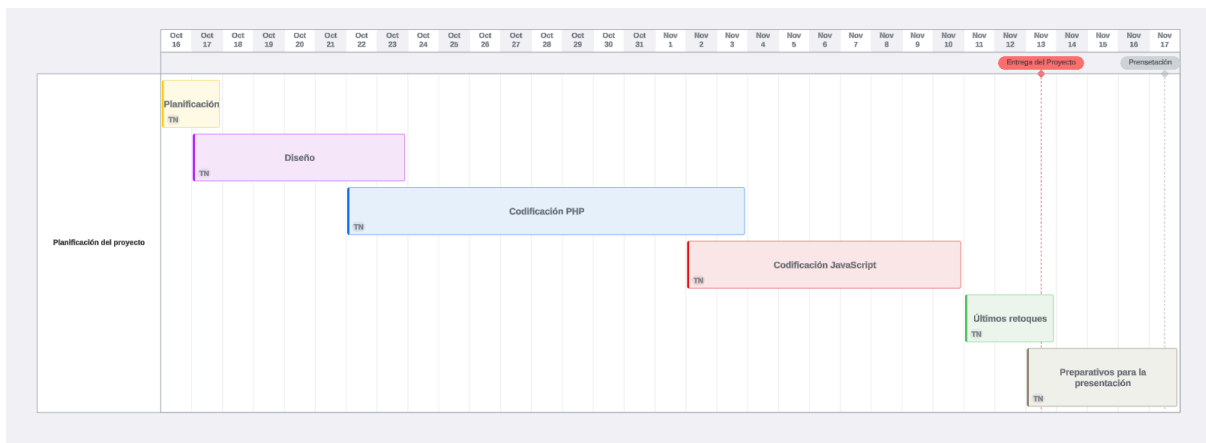 Oct Oct Oct Oct Oct Oct Oct Oct Oct Oct Oct Oct Oct Oct Oct Oct Nov Nov Nov Nov Nov Nov Nov Nov Nov Nov Nov Nov Nov Nov Nov Nov Nov
16 17 18 19 20 21 22 23 24 25 26 27 28 29 30 31 1 2 3 4 5 6 7 8 9 10 11 12 13 14 15 16 17
Entrega del Proyecto Prensetación
Planificación
TN
Diseño
TN
Codificación PHP
TN
Planificación del proyecto
Codificación JavaScript
TN
Últimos retoques
TN
Preparativos para la
presentación
TN